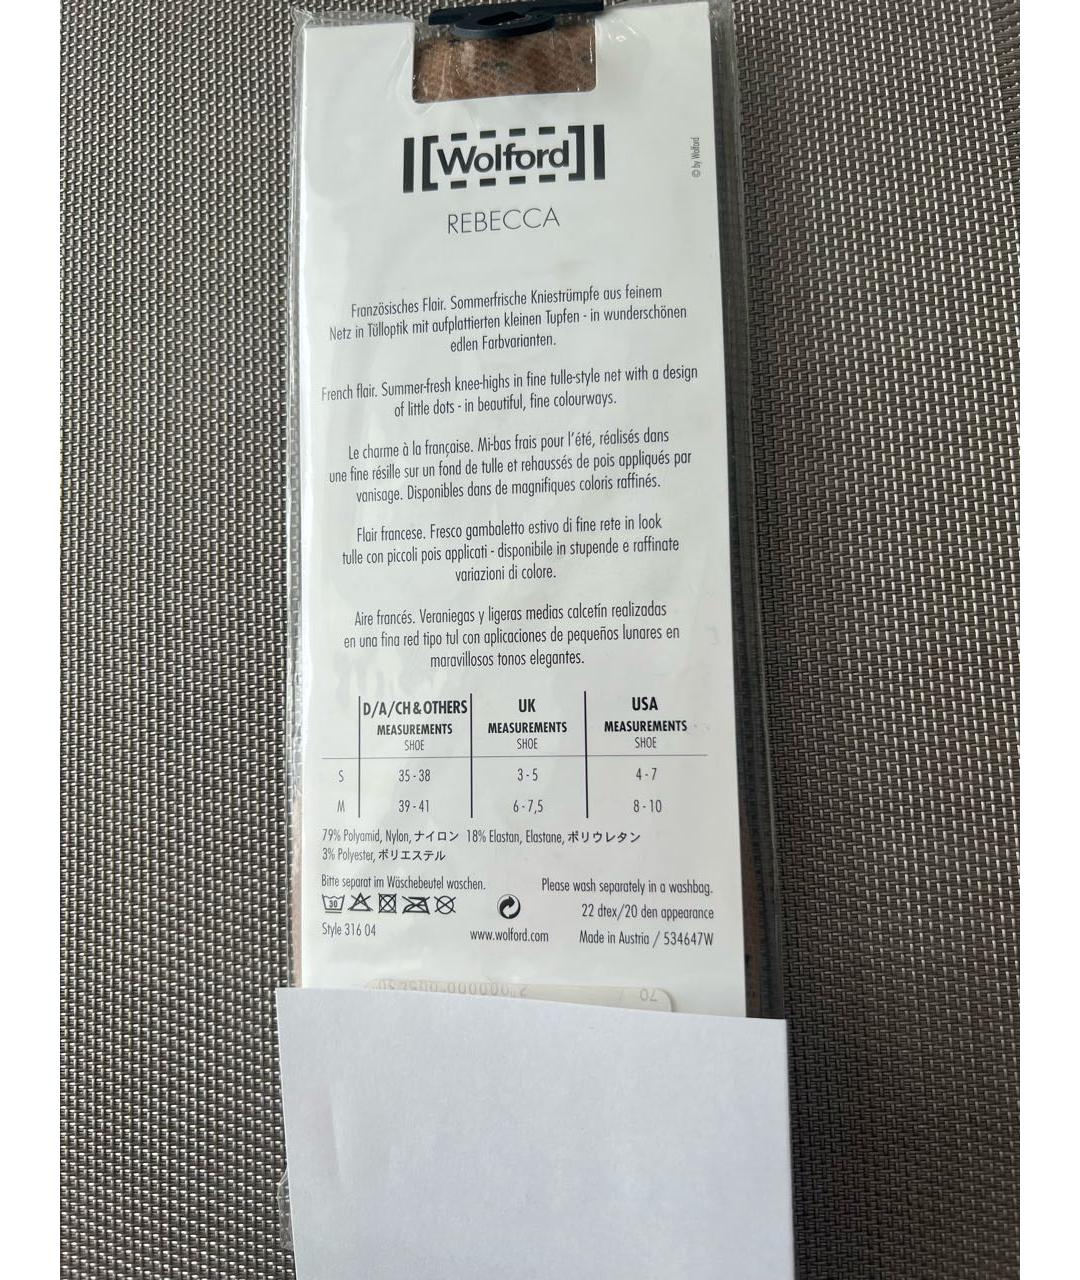 Wolford
© by Wolford
REBECCA
Französisches Flair. Sommerfrische Kniestrümpfe aus feinem
Netz in Tülloptik mit aufplattierten kleinen Tupfen - in wunderschönen
edlen Farbvarianten.
French flair. Summer-fresh knee-highs in fine tulle-style net with a design
of little dots - in beautiful, fine colourways.
Le charme à la française. Mi-bas frais pour l'été, réalisés dans
une fine résille sur un fond de tulle et rehaussés de pois appliqués par
vanisage. Disponibles dans de magnifiques coloris raffinés.
Flair francese. Fresco gambaletto estivo di fine rete in look
tulle con piccoli pois applicati - disponibile in stupende e raffinate
variazioni di colore.
Aire francés. Veraniegas y ligeras medias calcetín realizadas
en una fina red tipo tul con aplicaciones de pequeños lunares en
maravillosos tonos elegantes.
D/A/CH & OTHERS UK USA
MEASUREMENTS MEASUREMENTS MEASUREMENTS
SHOE SHOE SHOE
S 35 - 38 3 - 5 4 - 7
M 39 - 41 6 - 7,5 8 - 10
79% Polyamid, Nylon, ナイロン 18% Elastan, Elastane, ポリウレタン
3% Polyester, ポリエステル
Bitte separat im Wäschebeutel waschen. Please wash separately in a washbag.
30 22 dtex/20 den appearance
Style 316 04 www.wolford.com Made in Austria / 534647W
70